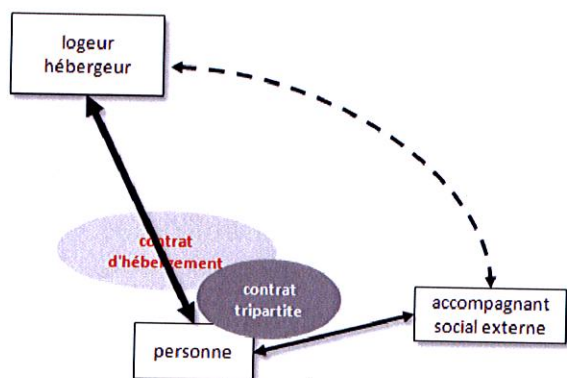 logeur
hébergeur
contrat
d'hébergement
contrat
tripartite
personne
accompagnant
social externe